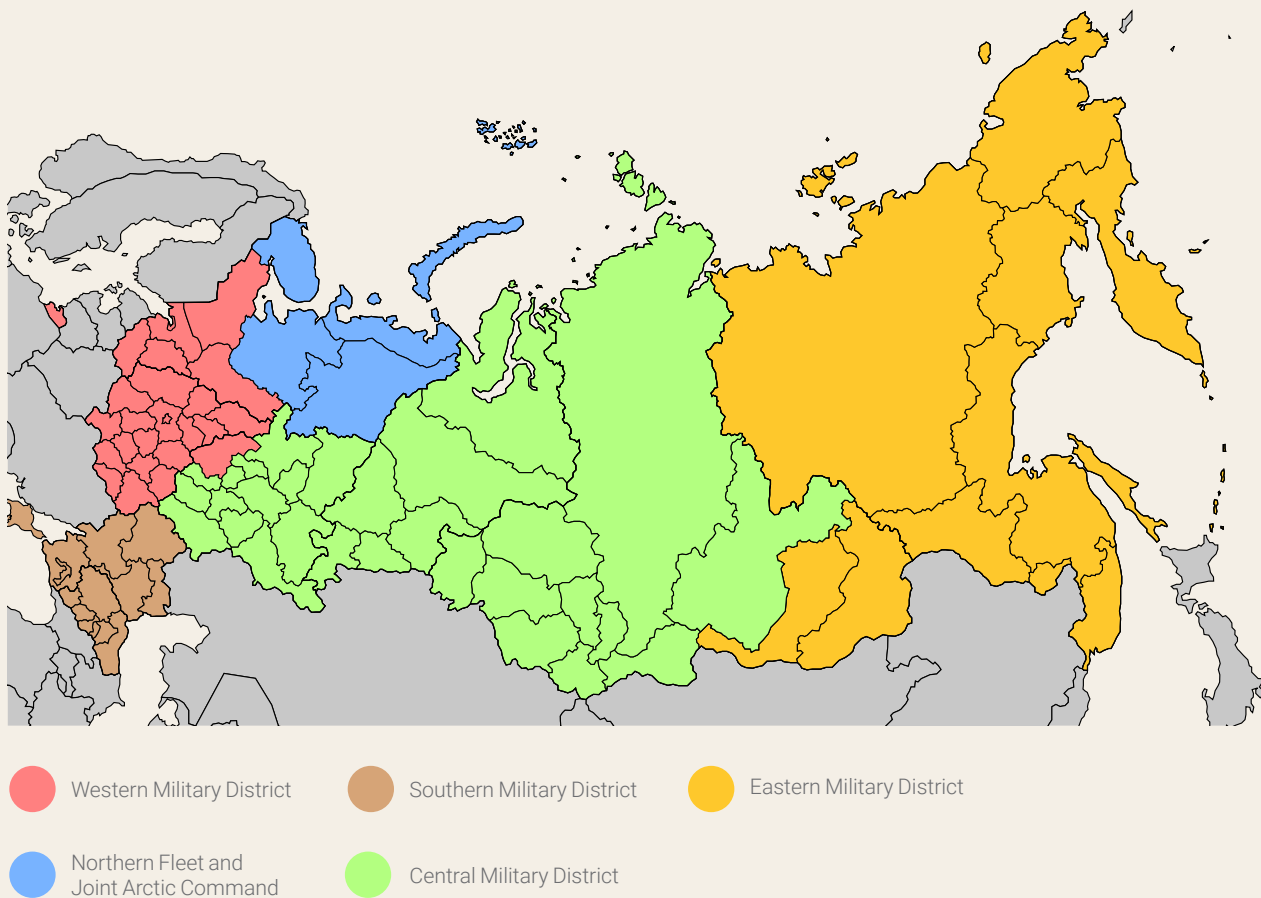 Western Military District
Southern Military District
Eastern Military District
Northern Fleet and
Joint Arctic Command
Central Military District